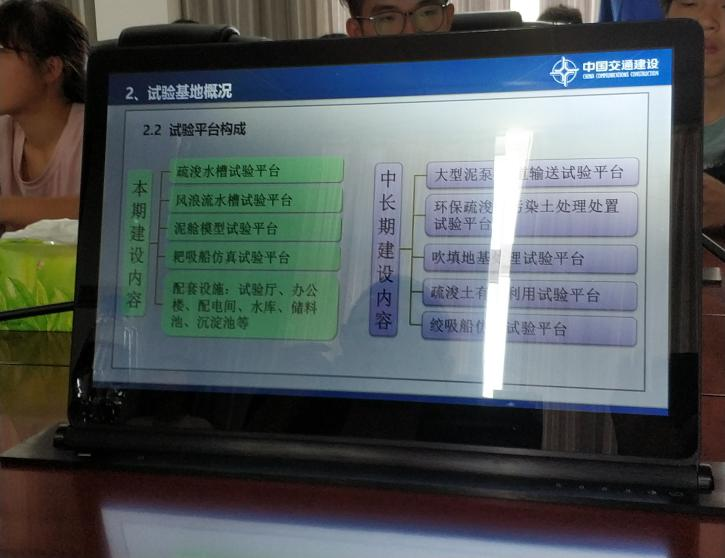 中国交通建设
CHINA COMMUNICATIONS CONSTRUCTION
2、试验基地概况
2.2 试验平台构成
本期建设内容
疏浚水槽试验平台
风浪流水槽试验平台
泥舱模型试验平台
耙吸船仿真试验平台
配套设施：试验厅、办公
楼、配电间、水库、储料
池、沉淀池等
中长期建设内容
大型泥泵 输送试验平台
环保疏浚 污染土处理处置
试验平台
吹填地基 理试验平台
疏浚土有 利用试验平台
绞吸船仿 试验平台